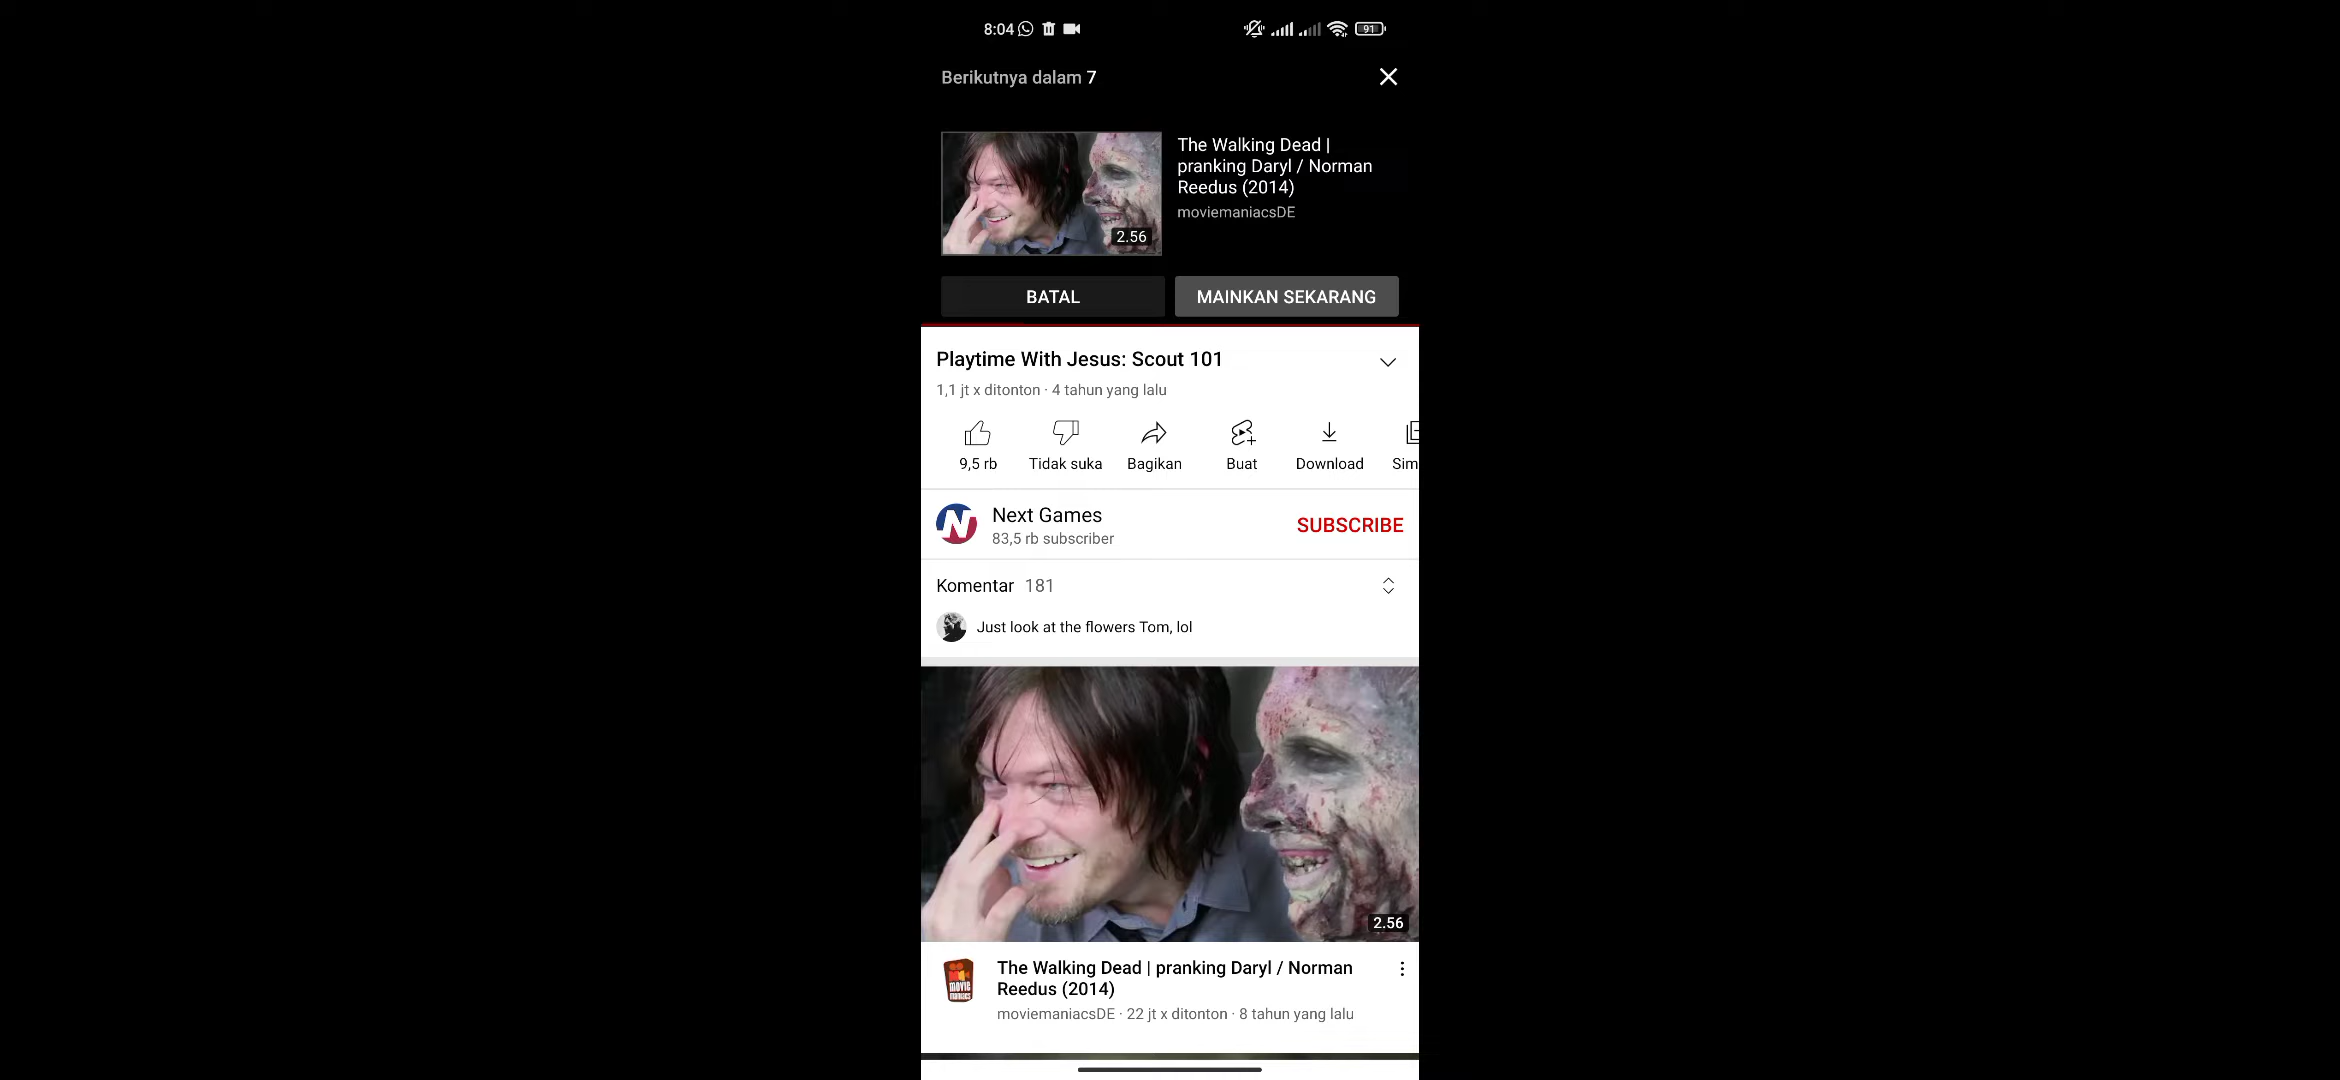 8:04
91
Berikutnya dalam 7
The Walking Dead |
pranking Daryl / Norman
Reedus (2014)
moviemaniacsDE
2.56
BATAL
MAINKAN SEKARANG
Playtime With Jesus: Scout 101
1,1 jt x ditonton · 4 tahun yang lalu
9,5 rb
Tidak suka
Bagikan
Buat
Download
Sim
N
Next Games
83,5 rb subscriber
SUBSCRIBE
Komentar 181
Just look at the flowers Tom, lol
2.56
movie
maniacs
The Walking Dead | pranking Daryl / Norman
Reedus (2014)
moviemaniacsDE · 22 jt x ditonton · 8 tahun yang lalu